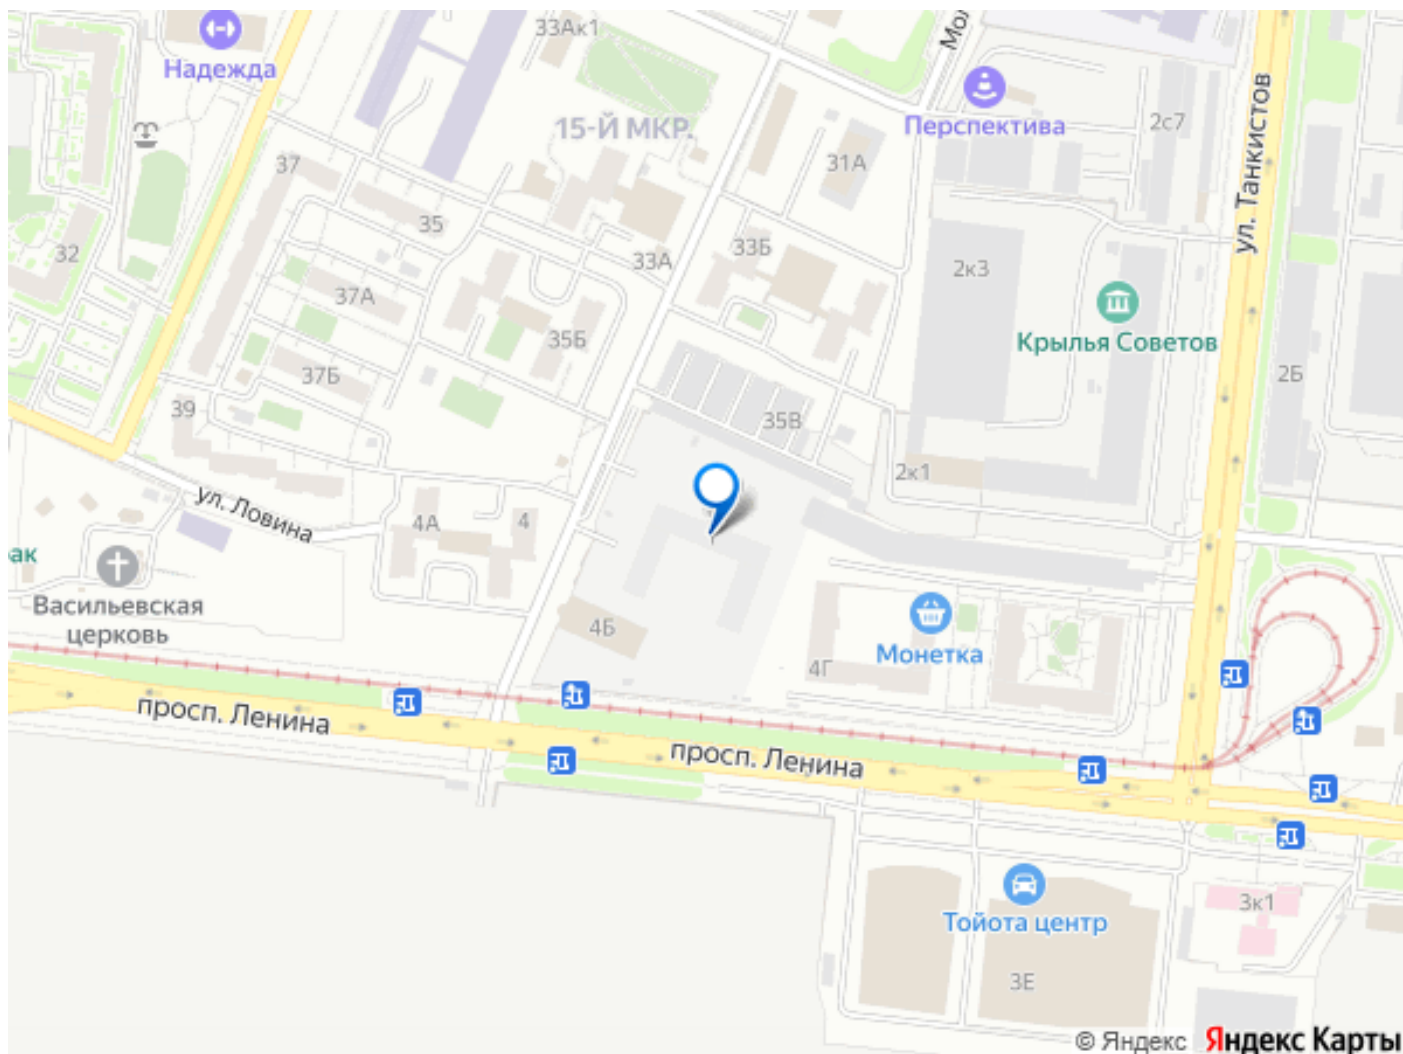 33Ак1
Мол
Надежда
Перспектива
2с7
15-Й МКР.
ул. Танкистов
37
31А
35
32
33А
33Б
2к3
37А
Крылья Советов
35Б
37Б
2Б
39
35В
2к1
ул. Ловина
4А
4
ак
Васильевская
церковь
4Б
Монетка
4Г
просп. Ленина
просп. Ленина
Тойота центр
3к1
3Е
© Яндекс Яндекс Карты